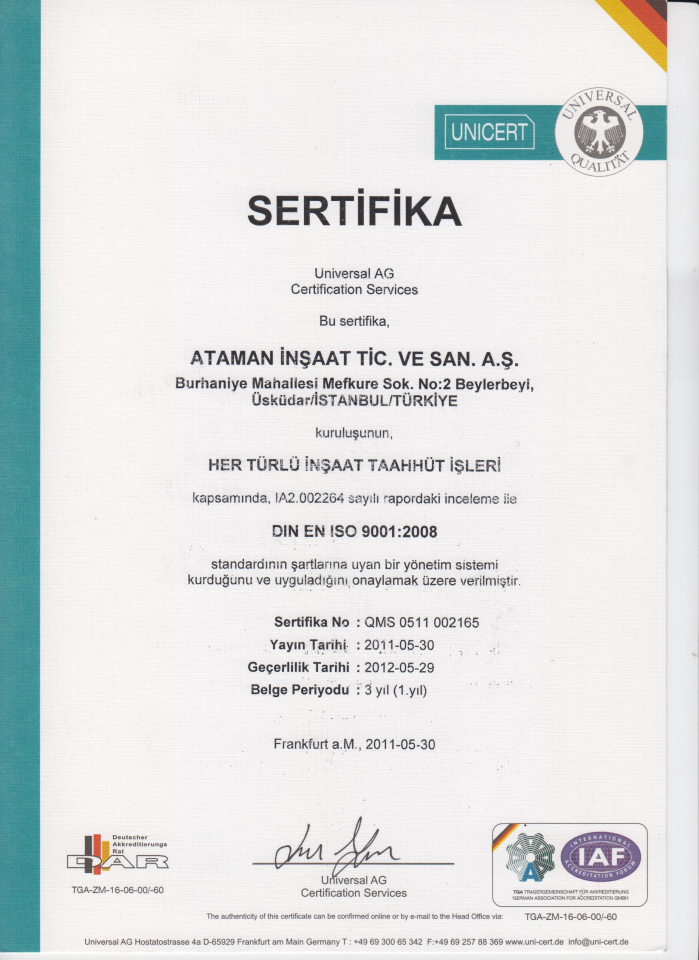 UNICERT
UNIVERSAL
QUALITÄT
SERTİFİKA
Universal AG
Certification Services
Bu sertifika,
ATAMAN İNŞAAT TİC. VE SAN. A.Ş.
Burhaniye Mahallesi Mefkure Sok. No:2 Beylerbeyi,
Üsküdar/İSTANBUL/TÜRKİYE
kuruluşunun,
HER TÜRLÜ İNŞAAT TAAHHÜT İŞLERİ
kapsamında, IA2.002264 sayılı rapordaki inceleme ile
DIN EN ISO 9001:2008
standardının şartlarına uyan bir yönetim sistemi
kurduğunu ve uyguladığını onaylamak üzere verilmiştir.
Sertifika No : QMS 0511 002165
Yayın Tarihi : 2011-05-30
Geçerlilik Tarihi : 2012-05-29
Belge Periyodu : 3 yıl (1.yıl)
Frankfurt a.M., 2011-05-30
Deutscher
Akkreditierungs
Rat
DAR
TGA-ZM-16-06-00/-60
Universal AG
Certification Services
INTERNATIONAL
IAF
ACCREDITATION FORUM
TGA TRÄGERGEMEINSCHAFT FÜR AKKREDITIERUNG
GERMAN ASSOCIATION FOR ACCREDITATION GMBH
The authenticity of this certificate can be confirmed online or by e-mail to the Head Office via:
TGA-ZM-16-06-00/-60
Universal AG Hostatostrasse 4a D-65929 Frankfurt am Main Germany T : +49 69 300 65 342 F:+49 69 257 88 369 www.uni-cert.de info@uni-cert.de